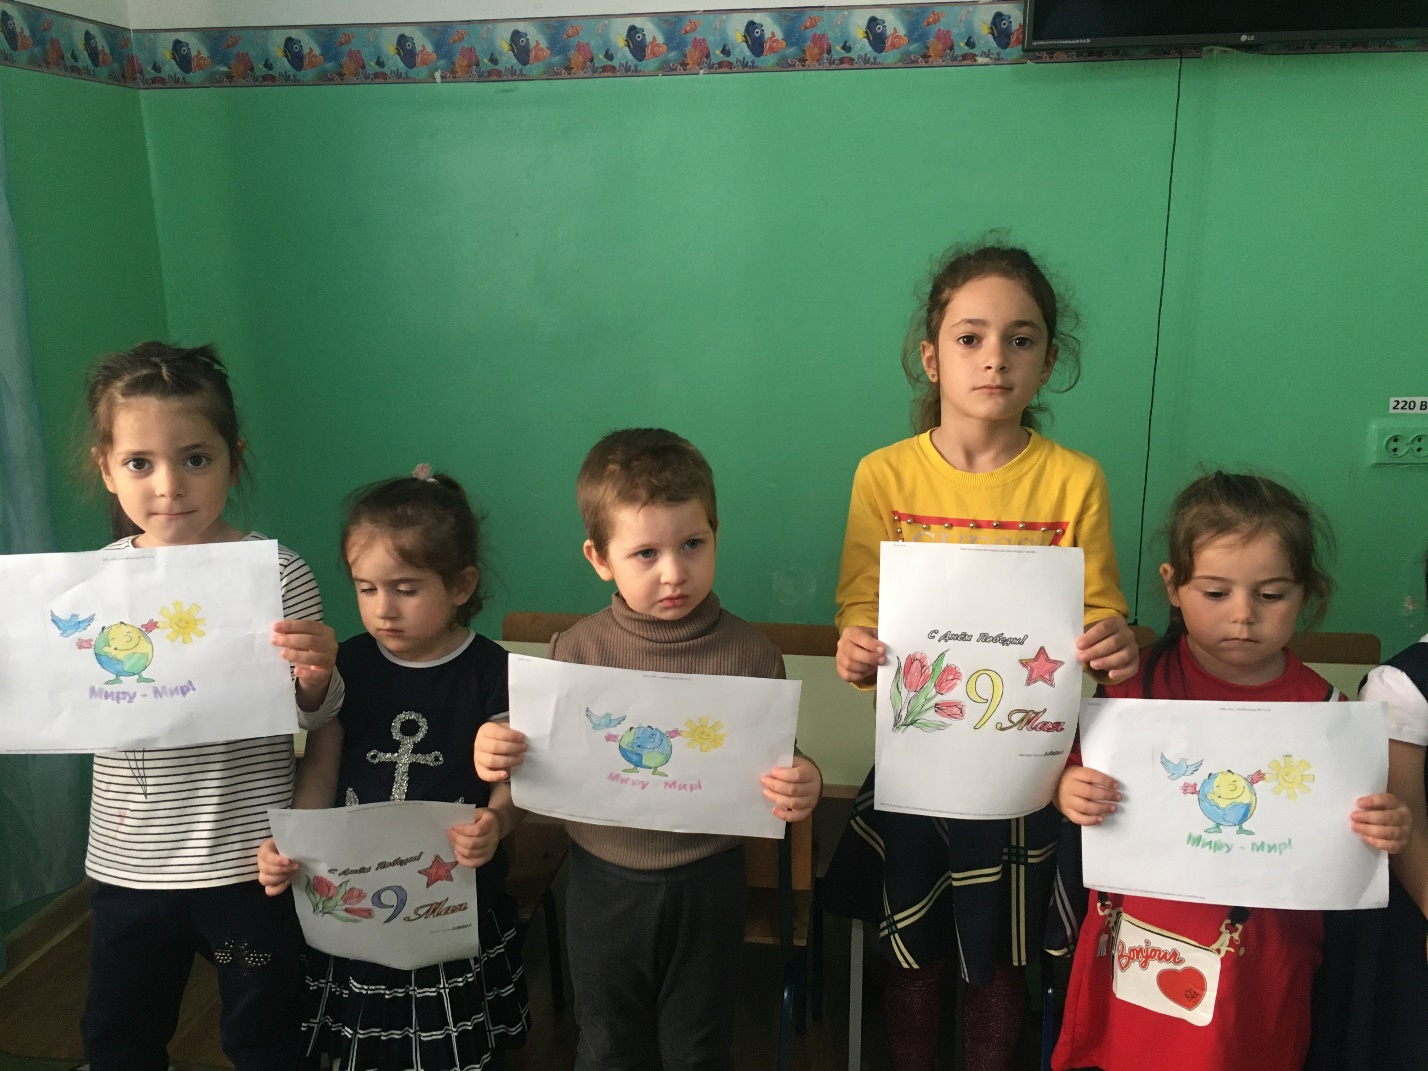 LG
220 В
Миру - Мир!
С Днём Победы!
9 Мая
Миру - Мир!
С Днём Победы!
9 Мая
Миру - Мир!
Bonjour